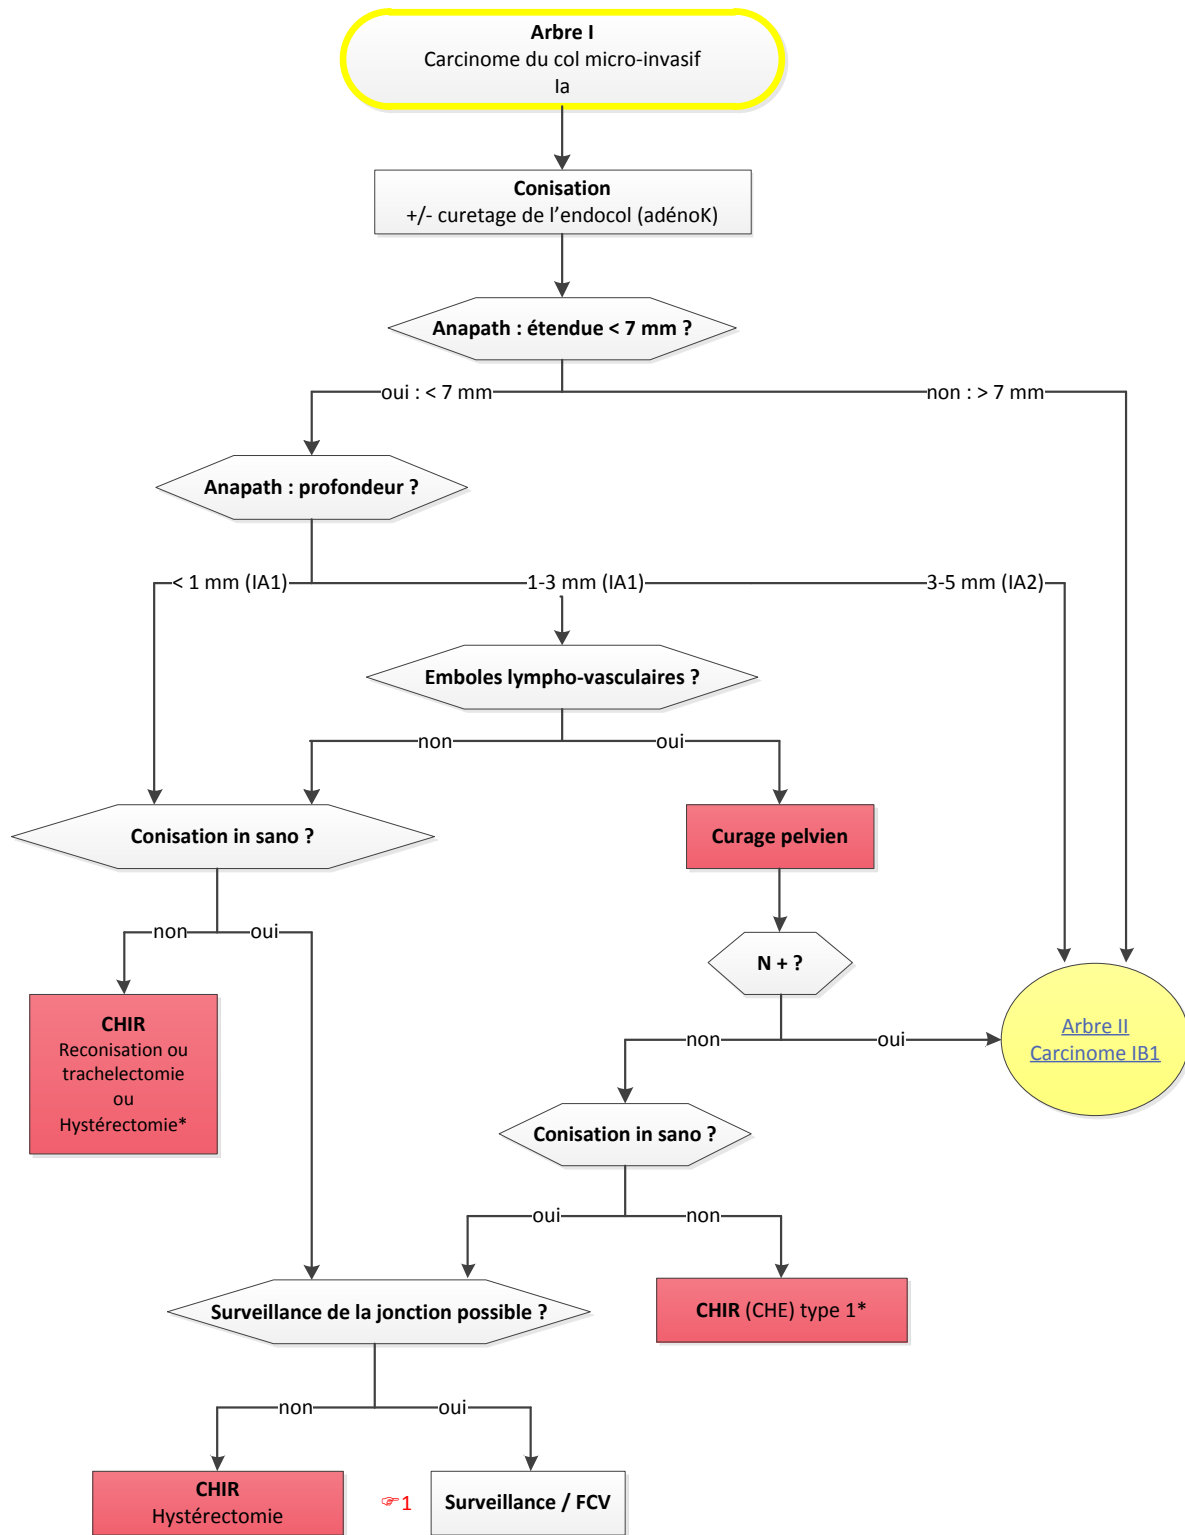 Arbre I
Carcinome du col micro-invasif
Ia
Conisation
+/- curetage de l'endocol (adénoK)
Anapath : étendue < 7 mm ?
oui : < 7 mm
non : > 7 mm
Anapath : profondeur ?
< 1 mm (IA1)
1-3 mm (IA1)
3-5 mm (IA2)
Emboles lympho-vasculaires ?
non
oui
Conisation in sano ?
Curage pelvien
non
oui
N + ?
CHIR
Reconisation ou
trachelectomie
ou
Hystérectomie*
non
oui
Arbre II
Carcinome IB1
Conisation in sano ?
oui
non
Surveillance de la jonction possible ?
CHIR (CHE) type 1*
non
oui
CHIR
Hystérectomie
☞1
Surveillance / FCV